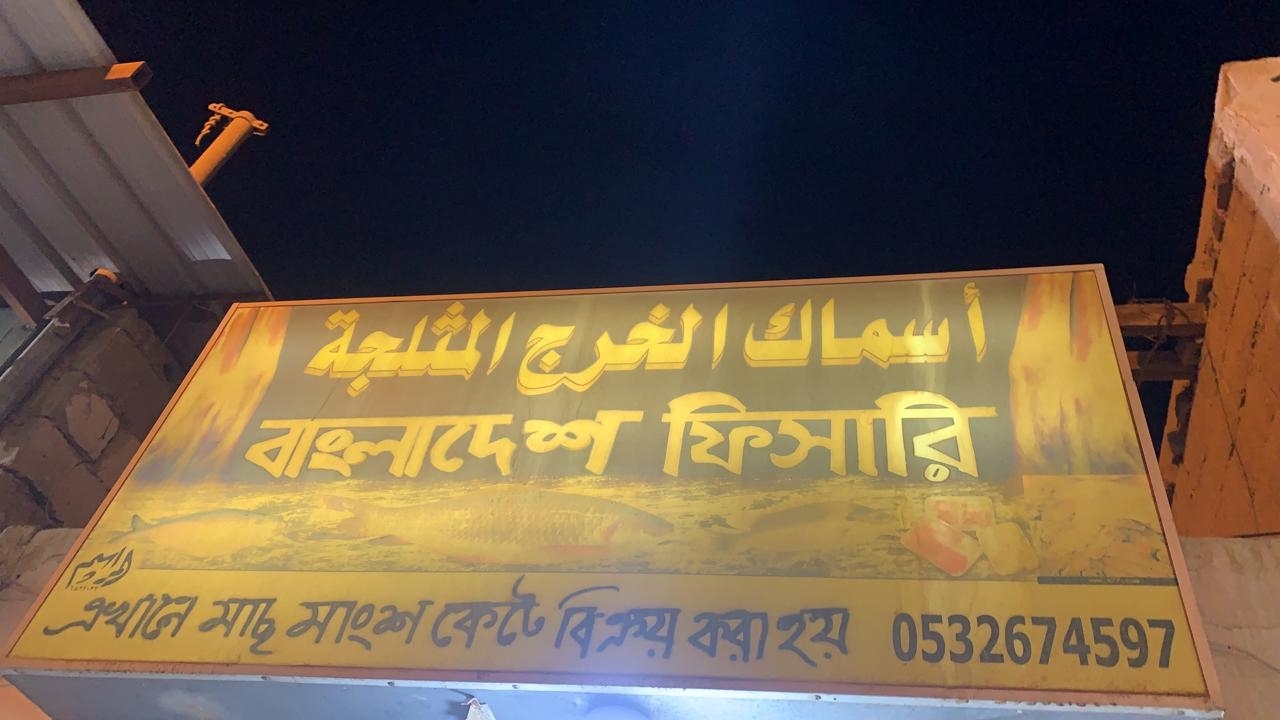 أسماك الخرج المثلجة
বাংলাদেশ ফিসারি
এখানে মাছ মাংশ কেটে বিক্রয় করা হয়
0532674597